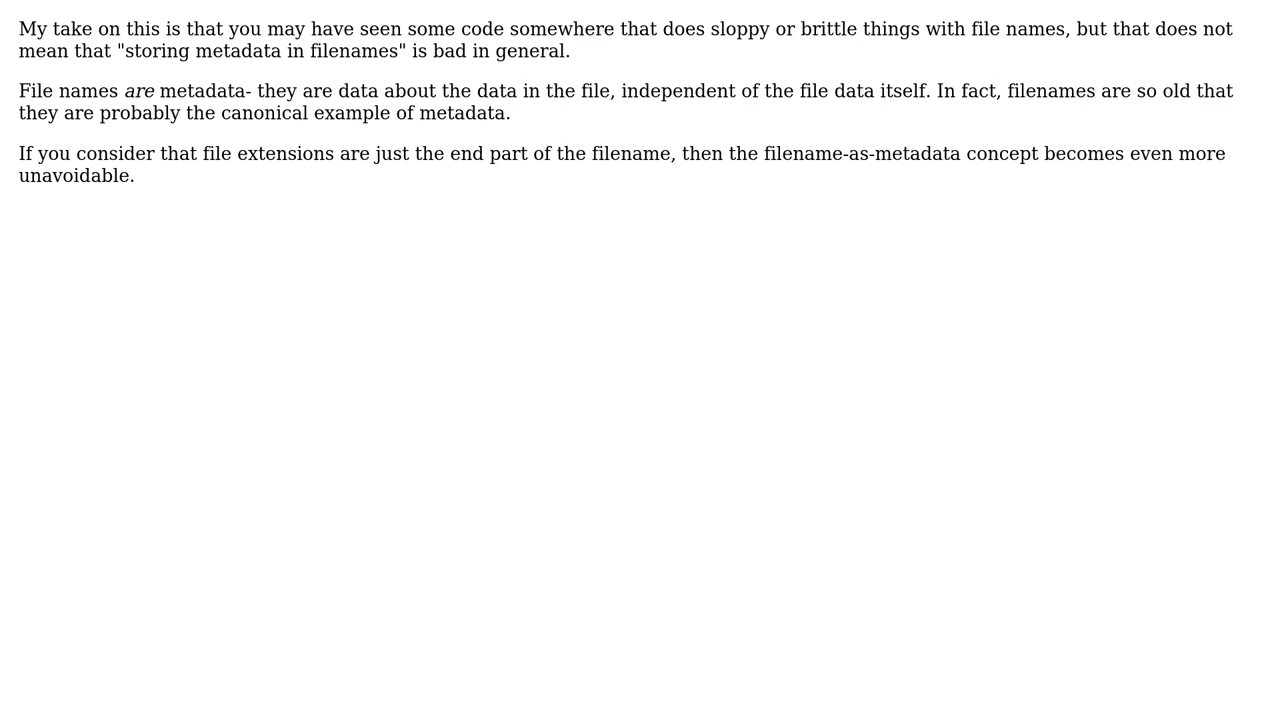 My take on this is that you may have seen some code somewhere that does sloppy or brittle things with file names, but that does not
mean that "storing metadata in filenames" is bad in general.
File names are metadata- they are data about the data in the file, independent of the file data itself. In fact, filenames are so old that
they are probably the canonical example of metadata.
If you consider that file extensions are just the end part of the filename, then the filename-as-metadata concept becomes even more
unavoidable.